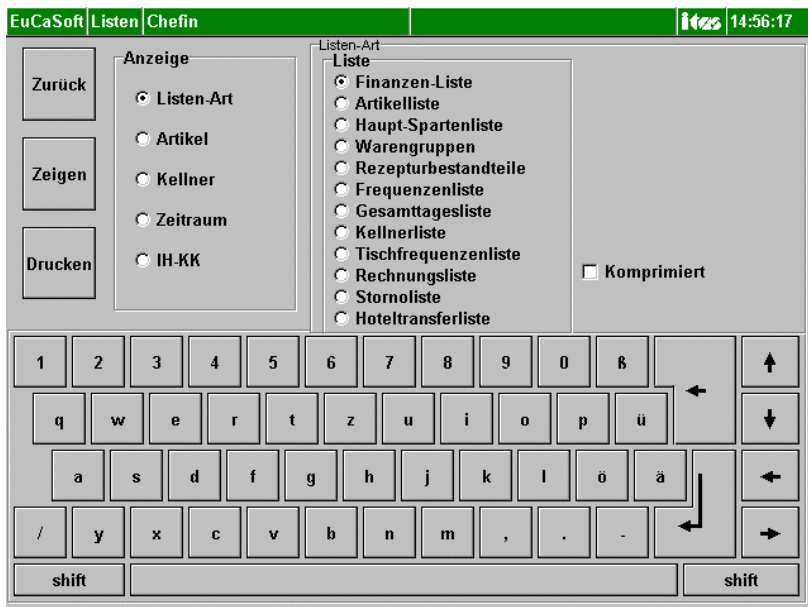 EuCaSoft Listen Chefin ites 14:56:17
Zurück
Zeigen
Drucken
Anzeige
Listen-Art
Artikel
Kellner
Zeitraum
IH-KK
Listen-Art
Liste
Finanzen-Liste
Artikelliste
Haupt-Spartenliste
Warengruppen
Rezepturbestandteile
Frequenzenliste
Gesamttagesliste
Kellnerliste
Tischfrequenzenliste
Rechnungsliste
Stornoliste
Hoteltransferliste
Komprimiert
1 2 3 4 5 6 7 8 9 0 ß
q w e r t z u i o p ü
a s d f g h j k l ö ä
/ y x c v b n m , . -
shift shift